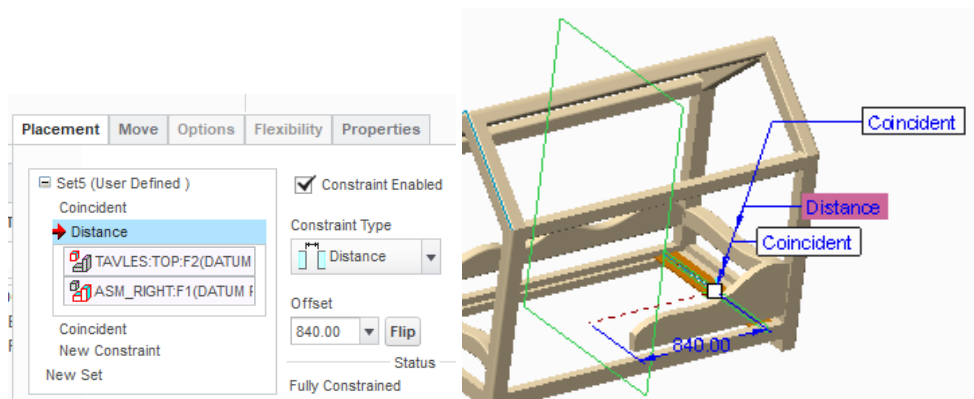 Placement Move Options Flexibility Properties
Set5 (User Defined )
Coincident
Distance
TAVLES:TOP:F2(DATUM
ASM_RIGHT:F1(DATUM
Coincident
New Constraint
New Set
Constraint Enabled
Constraint Type
Distance
Offset
840.00 Flip
Status
Fully Constrained
Coincident
Distance
Coincident
840.00